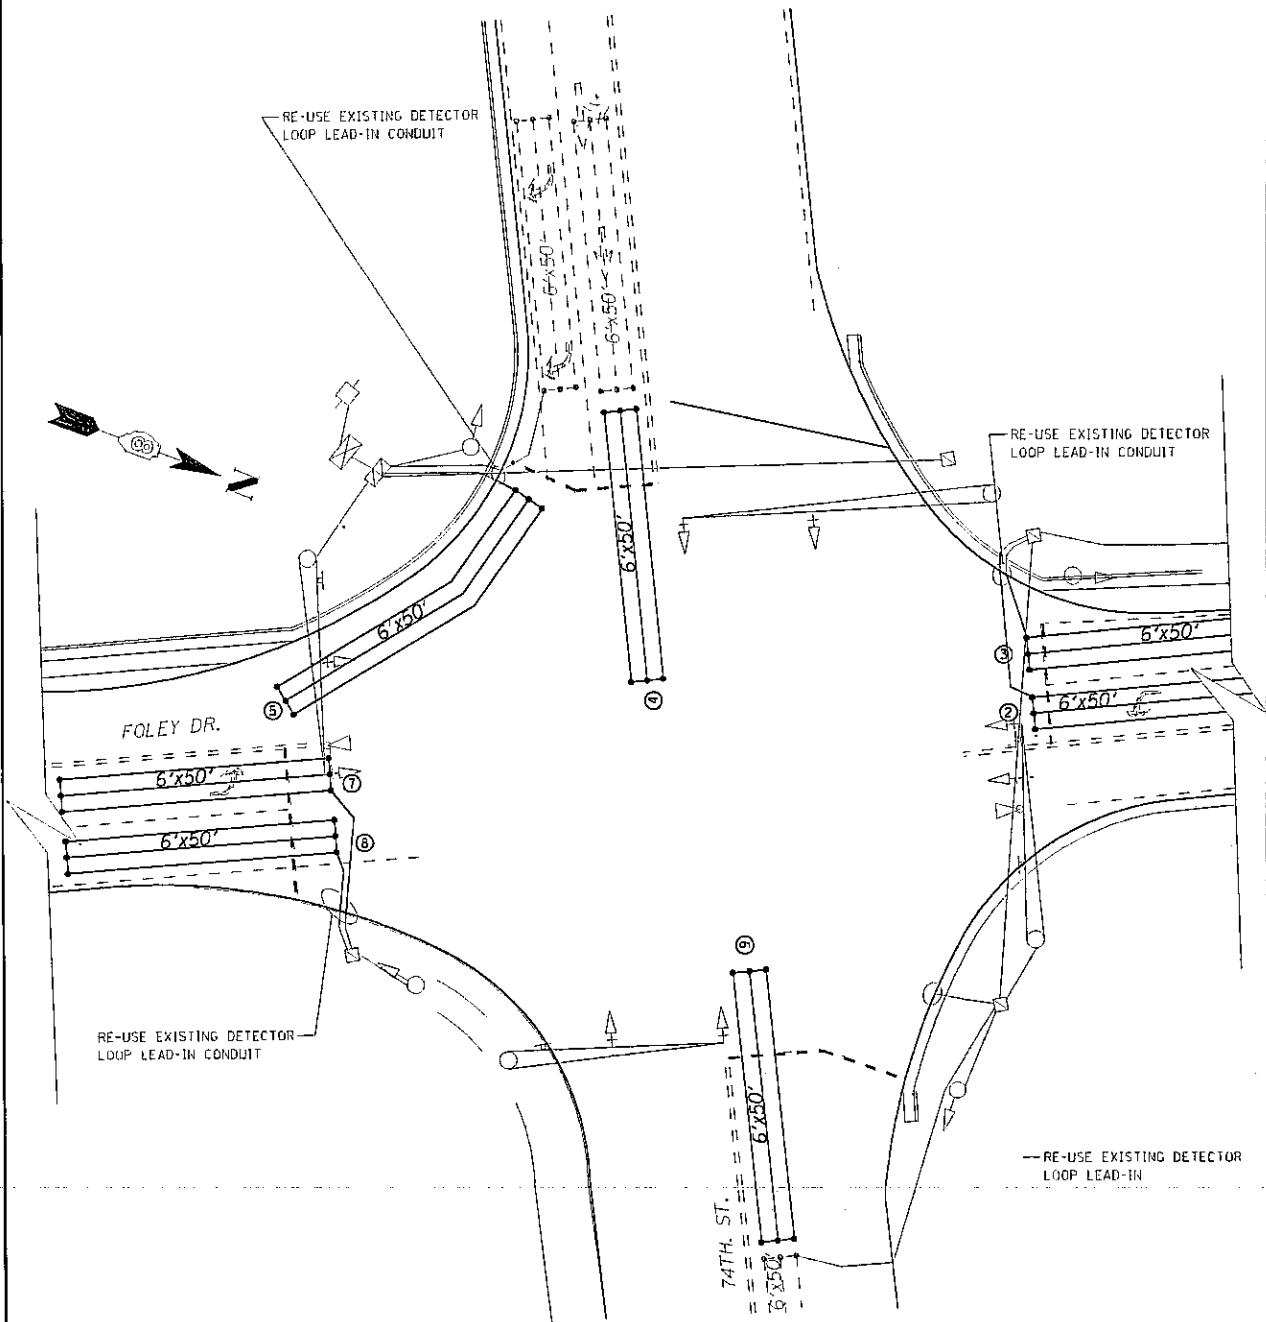 RE-USE EXISTING DETECTOR
LOOP LEAD-IN CONDUIT
6'x50'
6'x50'
N
RE-USE EXISTING DETECTOR
LOOP LEAD-IN CONDUIT
6'x50'
6'x50'
6'x50'
3
5
4
6'x50'
2
FOLEY DR.
6'x50'
7
6'x50'
8
9
RE-USE EXISTING DETECTOR
LOOP LEAD-IN CONDUIT
6'x50'
RE-USE EXISTING DETECTOR
LOOP LEAD-IN
74TH. ST.
6'x50'